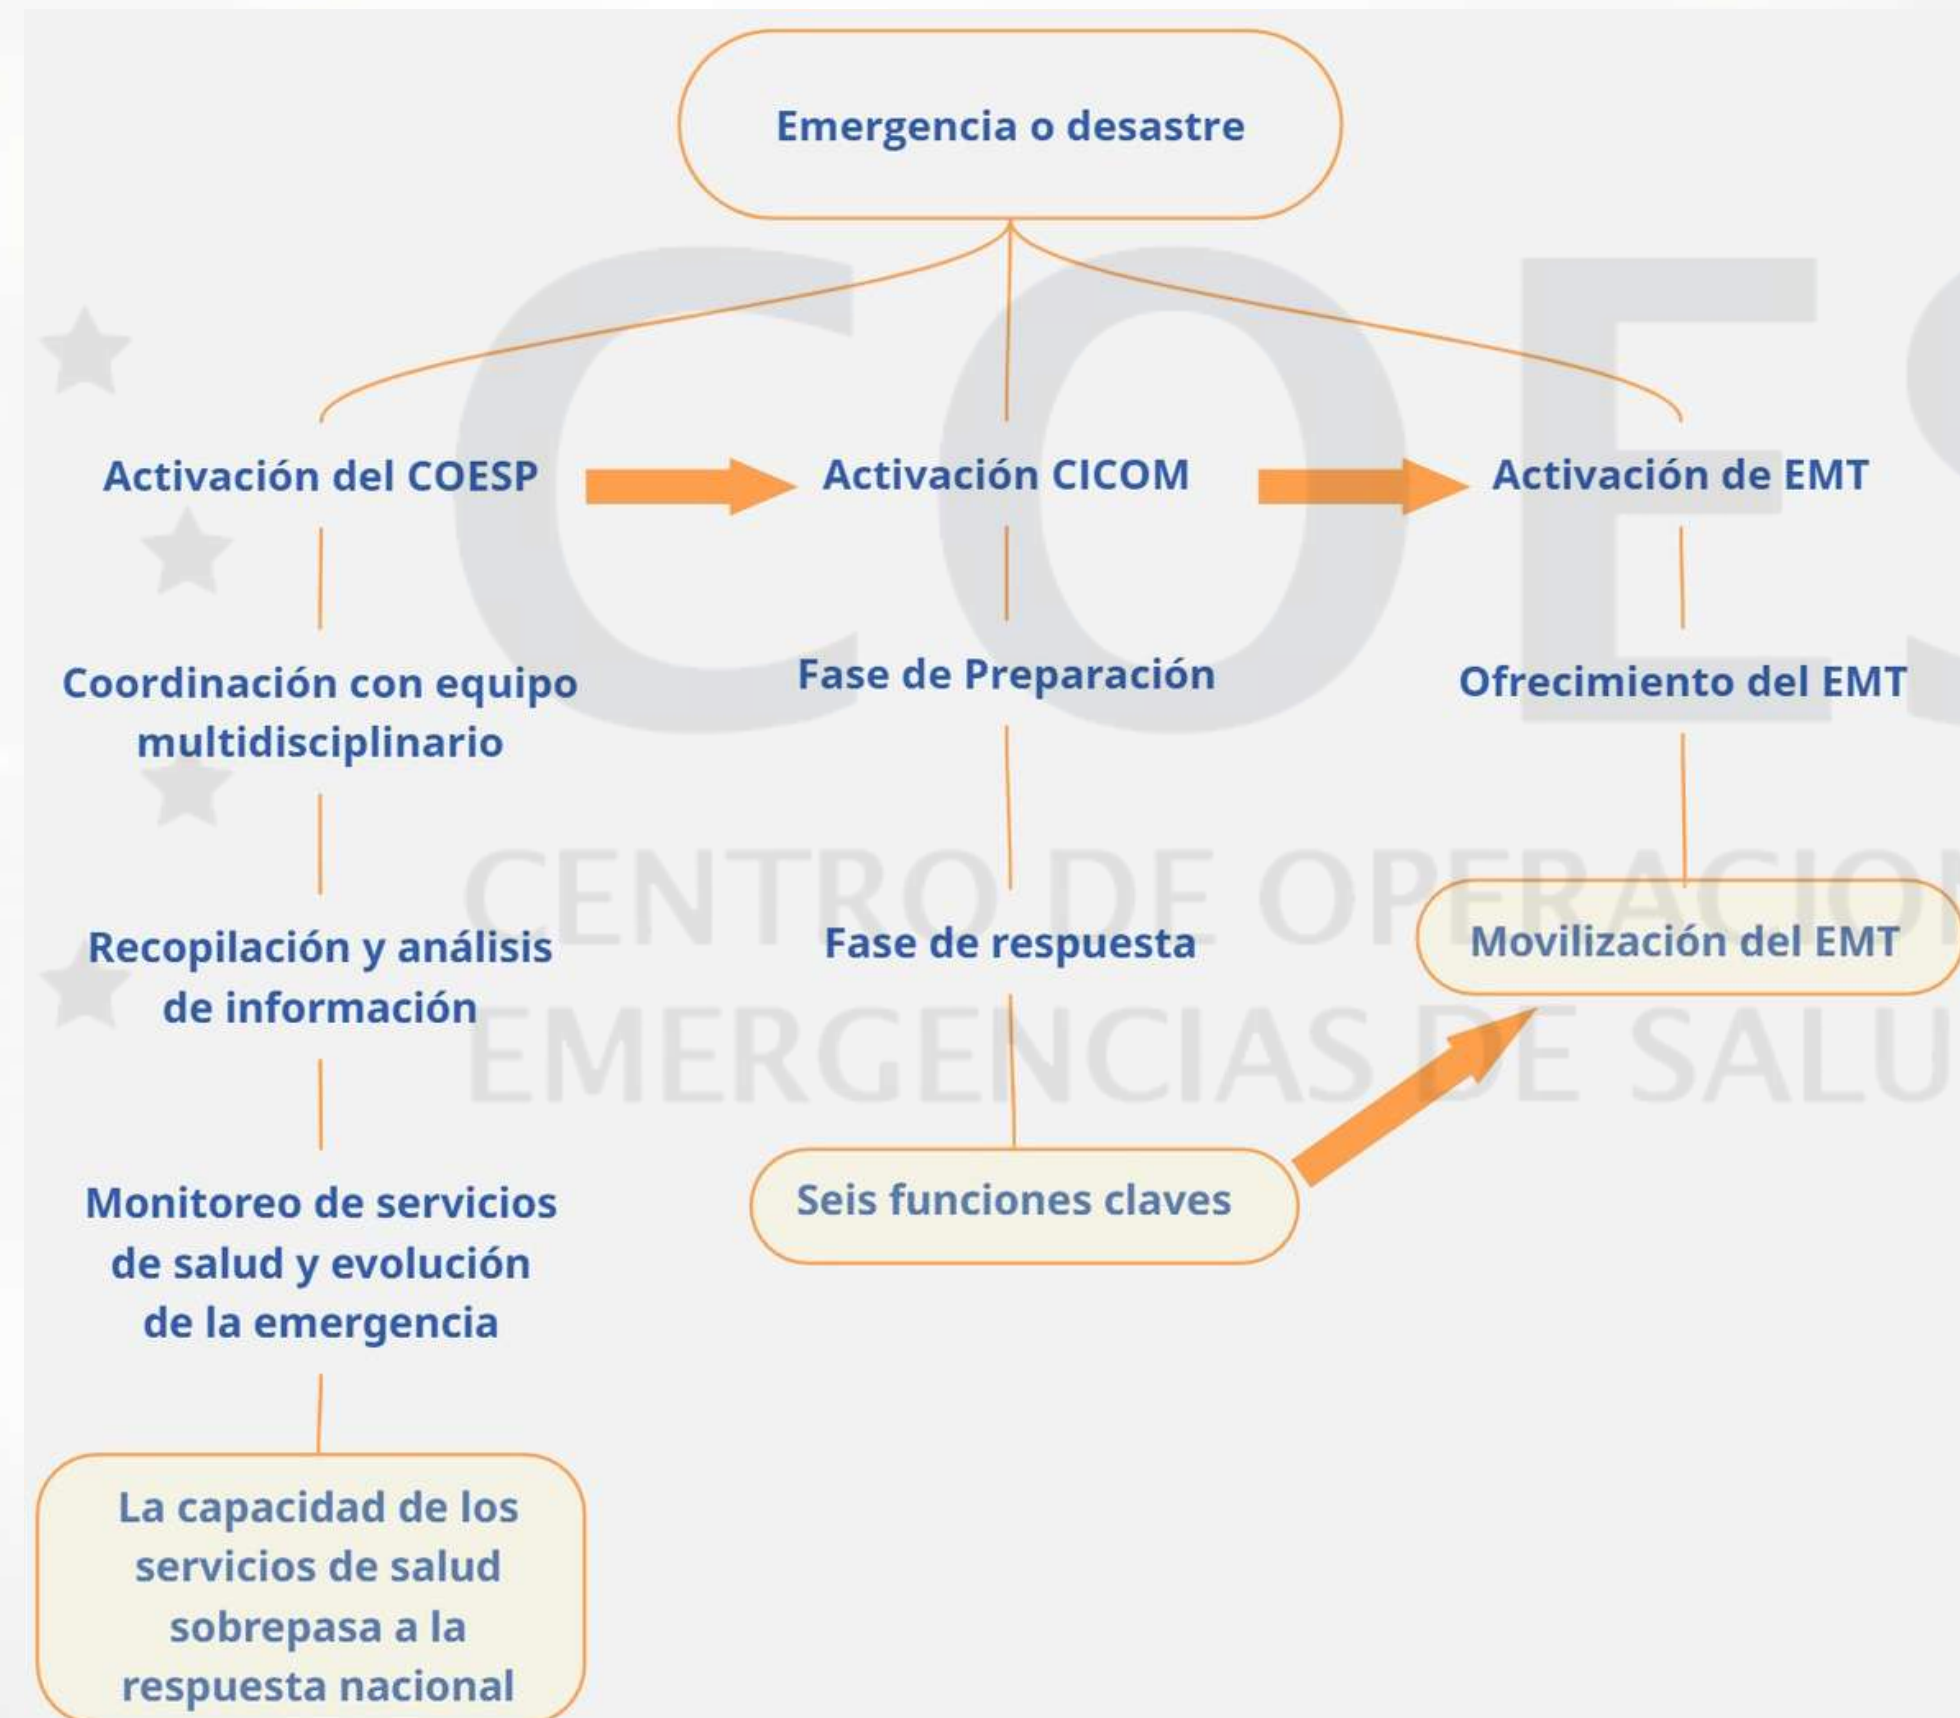 Emergencia o desastre
Activación del COESP
Activación CICOM
Activación de EMT
Coordinación con equipo
multidisciplinario
Fase de Preparación
Ofrecimiento del EMT
Recopilación y análisis
de información
Fase de respuesta
Movilización del EMT
Monitoreo de servicios
de salud y evolución
de la emergencia
Seis funciones claves
La capacidad de los
servicios de salud
sobrepasa a la
respuesta nacional
COES
CENTRO DE OPERACION
EMERGENCIAS DE SALU